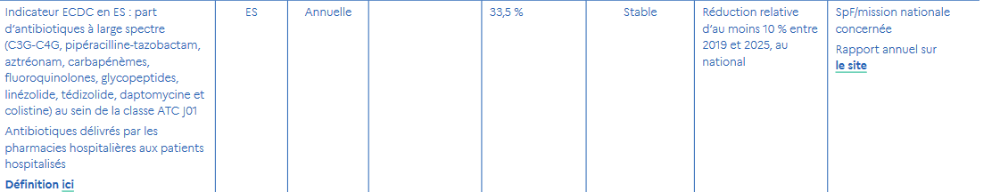 Indicateur ECDC en ES : part
d'antibiotiques à large spectre
(C3G-C4G, pipéracilline-tazobactam,
aztréonam, carbapénèmes,
fluoroquinolones, glycopeptides,
linézolide, tédizolide, daptomycine et
colistine) au sein de la classe ATC J01
Antibiotiques délivrés par les
pharmacies hospitalières aux patients
hospitalisés
Définition ici
ES
Annuelle
33,5 %
Stable
Réduction relative
d'au moins 10 % entre
2019 et 2025, au
national
SpF/mission nationale
concernée
Rapport annuel sur
le site